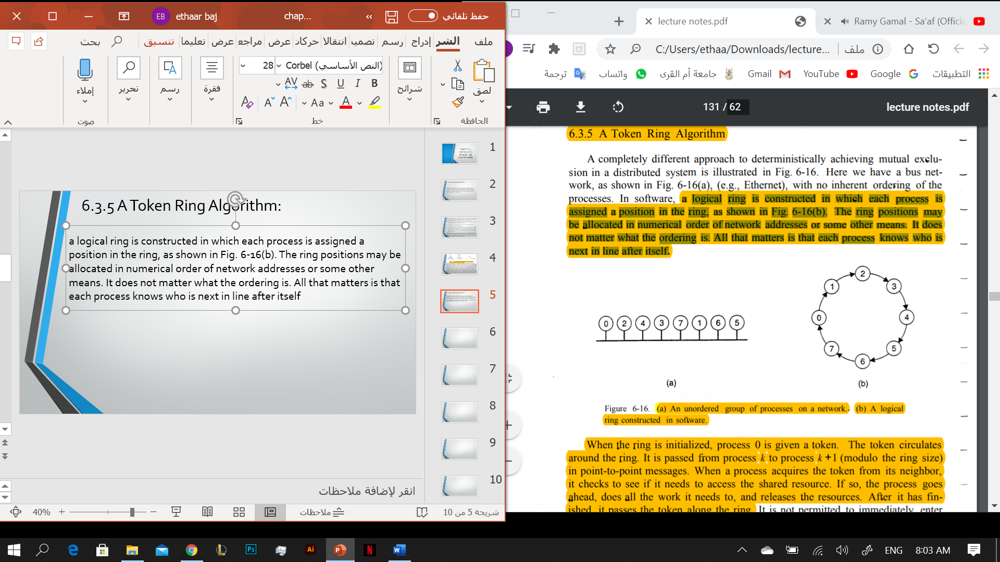 ethaar baj
EB
chap...
حفظ تلقائي
ملف
الشر
إدراج
رسم
تصميم
انتقالا
حركات
عرض
مراجع
عرض
تعليما
تنسيق
بحث
لصق
الحافظة
شرائح
Corbel (النص الأساسي)
28
خط
فقرة
رسم
تحرير
إملاء
صوت
6.3.5 A Token Ring Algorithm:
a logical ring is constructed in which each process is assigned a
position in the ring, as shown in Fig. 6-16(b). The ring positions may be
allocated in numerical order of network addresses or some other
means. It does not matter what the ordering is. All that matters is that
each process knows who is next in line after itself
1
2
3
4
5
6
7
8
9
10
انقر لإضافة ملاحظات
40%
ملاحظات
شريحة 5 من 10
lecture notes.pdf
Ramy Gamal - Sa'af (Officia
C:/Users/ethaa/Downloads/lecture...
ملف
ترجمة
واتساب
جامعة أم القرى
Gmail
YouTube
Google
التطبيقات
131 / 62
lecture notes.pdf
6.3.5 A Token Ring Algorithm
A completely different approach to deterministically achieving mutual exclu-
sion in a distributed system is illustrated in Fig. 6-16. Here we have a bus net-
work, as shown in Fig. 6-16(a), (e.g., Ethernet), with no inherent ordering of the
processes. In software, a logical ring is constructed in which each process is
assigned a position in the ring, as shown in Fig. 6-16(b). The ring positions may
be allocated in numerical order of network addresses or some other means. It does
not matter what the ordering is. All that matters is that each process knows who is
next in line after itself.
0 2 4 3 7 1 6 5
(a)
0 1 2 3 4 5 6 7
(b)
Figure 6-16. (a) An unordered group of processes on a network. (b) A logical
ring constructed in software.
When the ring is initialized, process 0 is given a token. The token circulates
around the ring. It is passed from process k to process k +1 (modulo the ring size)
in point-to-point messages. When a process acquires the token from its neighbor,
it checks to see if it needs to access the shared resource. If so, the process goes
ahead, does all the work it needs to, and releases the resources. After it has fin-
ished, it passes the token along the ring. It is not permitted to immediately enter
ENG
8:03 AM